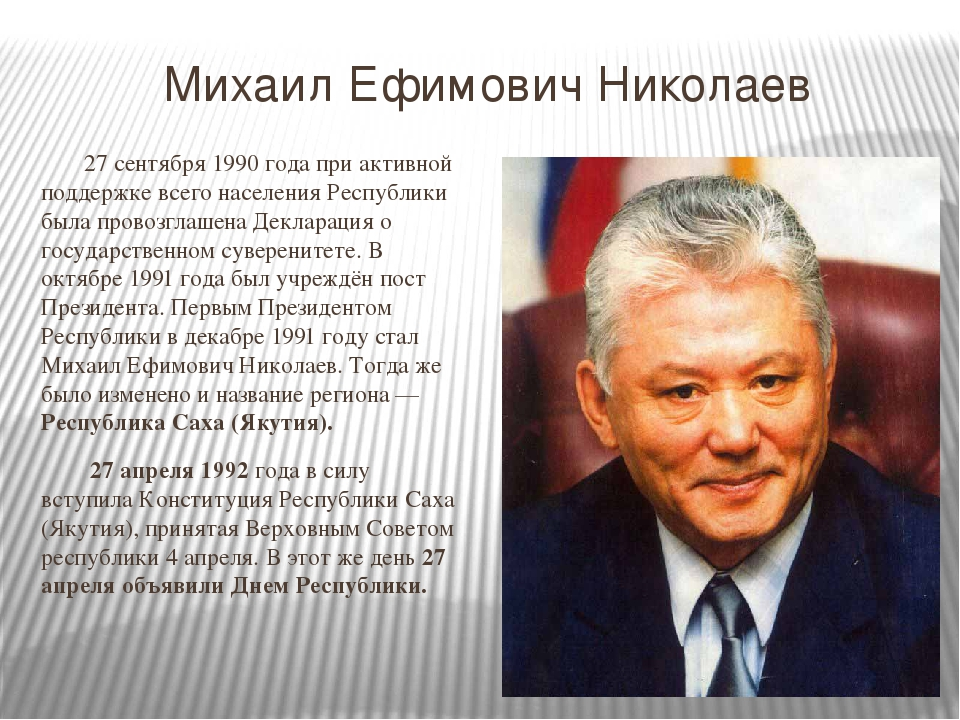 Михаил Ефимович Николаев
27 сентября 1990 года при активной
поддержке всего населения Республики
была провозглашена Декларация о
государственном суверенитете. В
октябре 1991 года был учреждён пост
Президента. Первым Президентом
Республики в декабре 1991 году стал
Михаил Ефимович Николаев. Тогда же
было изменено и название региона —
Республика Саха (Якутия).
27 апреля 1992 года в силу
вступила Конституция Республики Саха
(Якутия), принятая Верховным Советом
республики 4 апреля. В этот же день 27
апреля объявили Днем Республики.